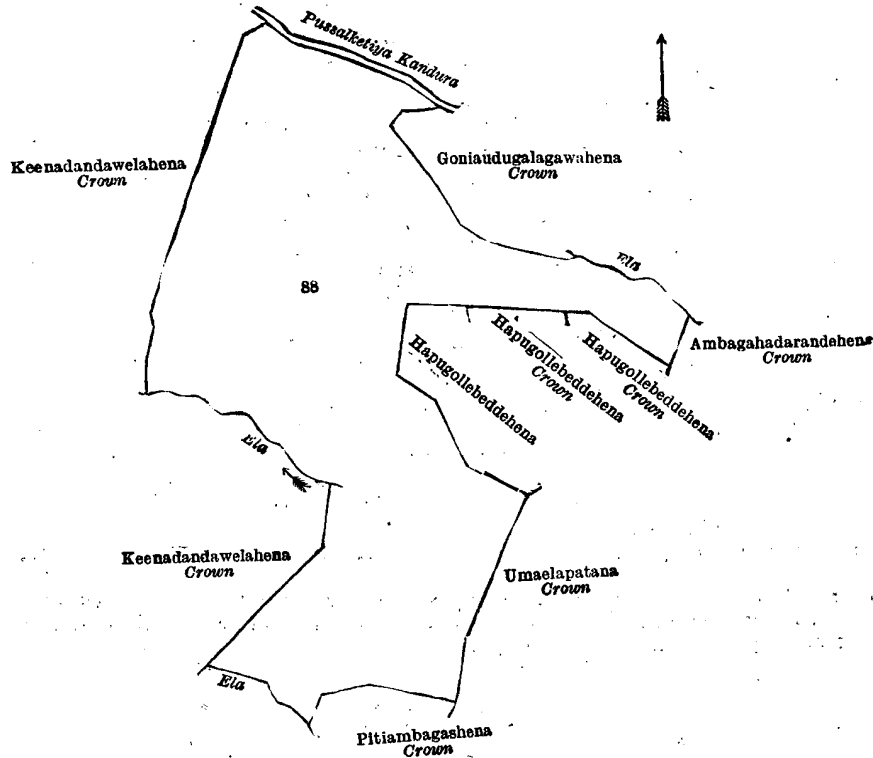 Pussalketiya Kandura
Keenadandawelahena
Crown
Goniaudugalagawahena
Crown
Ela
88
Hapugollebeddehena
Hapugollebeddehena
Crown
Hapugollebeddehena
Crown
Ambagahadarandehena
Crown
Ela
Keenadandawelahena
Crown
Umaelapatana
Crown
Ela
Pitiambagashena
Crown